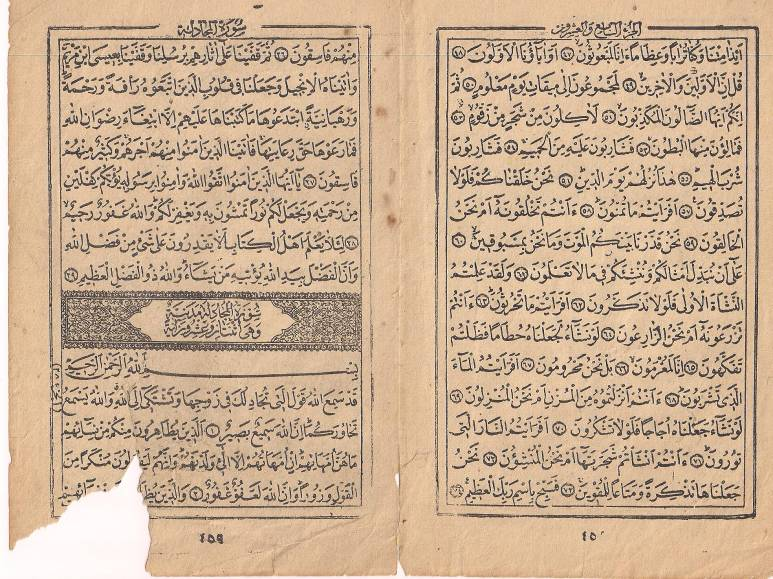 الجزء السابع والعشرون
أئذا متنا وكنا ترابا وعظاما ءإنا لمبعوثون ٤٧ أو آباؤنا الأولون ٤٨
قل إن الأولين والآخرين ٤٩ لمجموعون إلى ميقات يوم معلوم ٥٠ ثم
إنكم أيها الضالون المكذبون ٥١ لآكلون من شجر من زقوم ٥٢
فمالؤن منها البطون ٥٣ فشاربون عليه من الحميم ٥٤ فشاربون
شرب الهيم ٥٥ هذا نزلهم يوم الدين ٥٦ نحن خلقناكم فلولا
تصدقون ٥٧ أفرأيتم ما تمنون ٥٨ ءأنتم تخلقونه أم نحن
الخالقون ٥٩ نحن قدرنا بينكم الموت وما نحن بمسبوقين ٦٠
على أن نبدل أمثالكم وننشئكم في ما لا تعلمون ٦١ ولقد علمتم
النشأة الأولى فلولا تذكرون ٦٢ أفرأيتم ما تحرثون ٦٣ ءأنتم
تزرعونه أم نحن الزارعون ٦٤ لو نشاء لجعلناه حطاما فظلتم
تفكهون ٦٥ إنا لمغرمون ٦٦ بل نحن محرومون ٦٧ أفرأيتم الماء
الذي تشربون ٦٨ ءأنتم أنزلتموه من المزن أم نحن المنزلون ٦٩
لو نشاء جعلناه أجاجا فلولا تشكرون ٧٠ أفرأيتم النار التي
تورون ٧١ ءأنتم أنشأتم شجرتها أم نحن المنشؤن ٧٢ نحن
جعلناها تذكرة ومتاعا للمقوين ٧٣ فسبح باسم ربك العظيم ٧٤
٤٥
سورة المجادلة
منهم فاسقون ٢٦ ثم قفينا على آثارهم برسلنا وقفينا بعيسى ابن مريم
وآتيناه الإنجيل وجعلنا في قلوب الذين اتبعوه رأفة ورحمة
ورهبانية ابتدعوها ما كتبناها عليهم إلا ابتغاء رضوان الله
فما رعوها حق رعايتها فآتينا الذين آمنوا منهم أجرهم وكثير منهم
فاسقون ٢٧ يا أيها الذين آمنوا اتقوا الله وآمنوا برسوله يؤتكم كفلين
من رحمته ويجعل لكم نورا تمشون به ويغفر لكم والله غفور رحيم
٢٨ لئلا يعلم أهل الكتاب ألا يقدرون على شيء من فضل الله
وأن الفضل بيد الله يؤتيه من يشاء والله ذو الفضل العظيم ٢٩
سورة المجادلة مدنية
وهي اثنتان وعشرون آية
بسم الله الرحمن الرحيم
قد سمع الله قول التي تجادلك في زوجها وتشتكي إلى الله والله يسمع
تحاوركما إن الله سميع بصير ١ الذين يظاهرون منكم من نسائهم
ما هن أمهاتهم إن أمهاتهم إلا اللائي ولدنهم وإنهم ليقولون منكرا من
القول وزورا وإن الله لعفو غفور ٢ والذين من نسائهم
٤٥٩